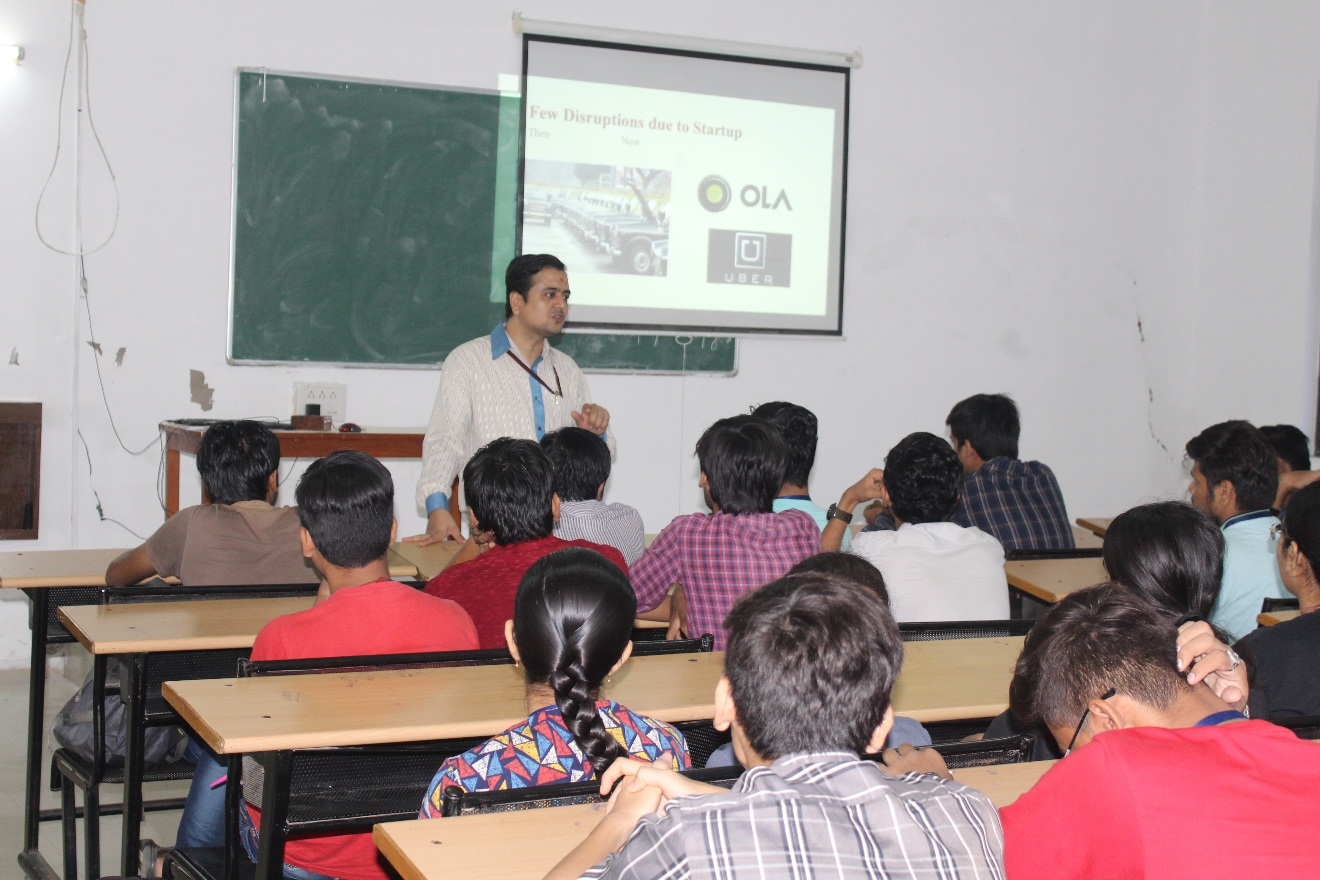 Few Disruptions due to Startup
Then Now
OLA
UBER